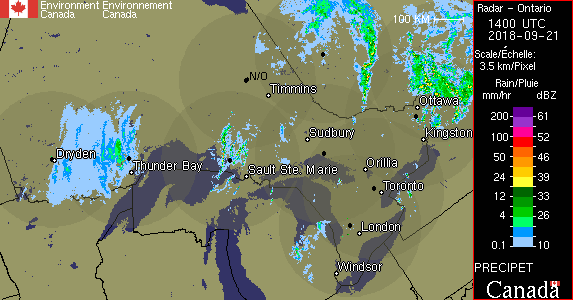 Environment Environnement
Canada Canada
100 KM
N/O
Timmins
Ottawa
Sudbury
Kingston
Dryden
Thunder Bay
Sault Ste. Marie
Orillia
Toronto
London
Windsor
Radar - Ontario
1400 UTC
2018-09-21
Scale/Échelle:
3.5 km/Pixel
Rain/Pluie
mm/hr dBZ
200 61
100 52
50 46
24 39
12 33
4 26
0.1 10
PRECIPET
Canada